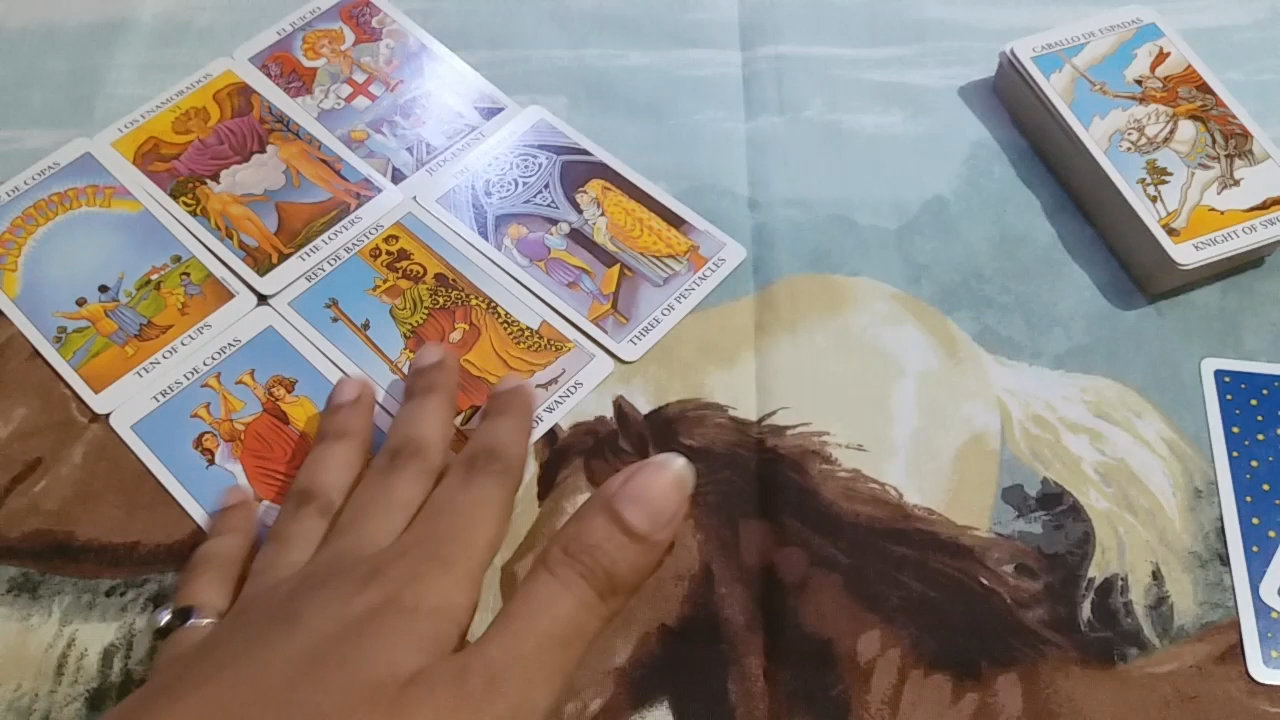 EL JUICIO
JUDGEMENT
LOS ENAMORADOS
VI
THE LOVERS
DE COPAS
TEN OF CUPS
THREE OF PENTACLES
REY DE BASTOS
OF WANDS
TRES DE COPAS
CABALLO DE ESPADAS
KNIGHT OF SWO